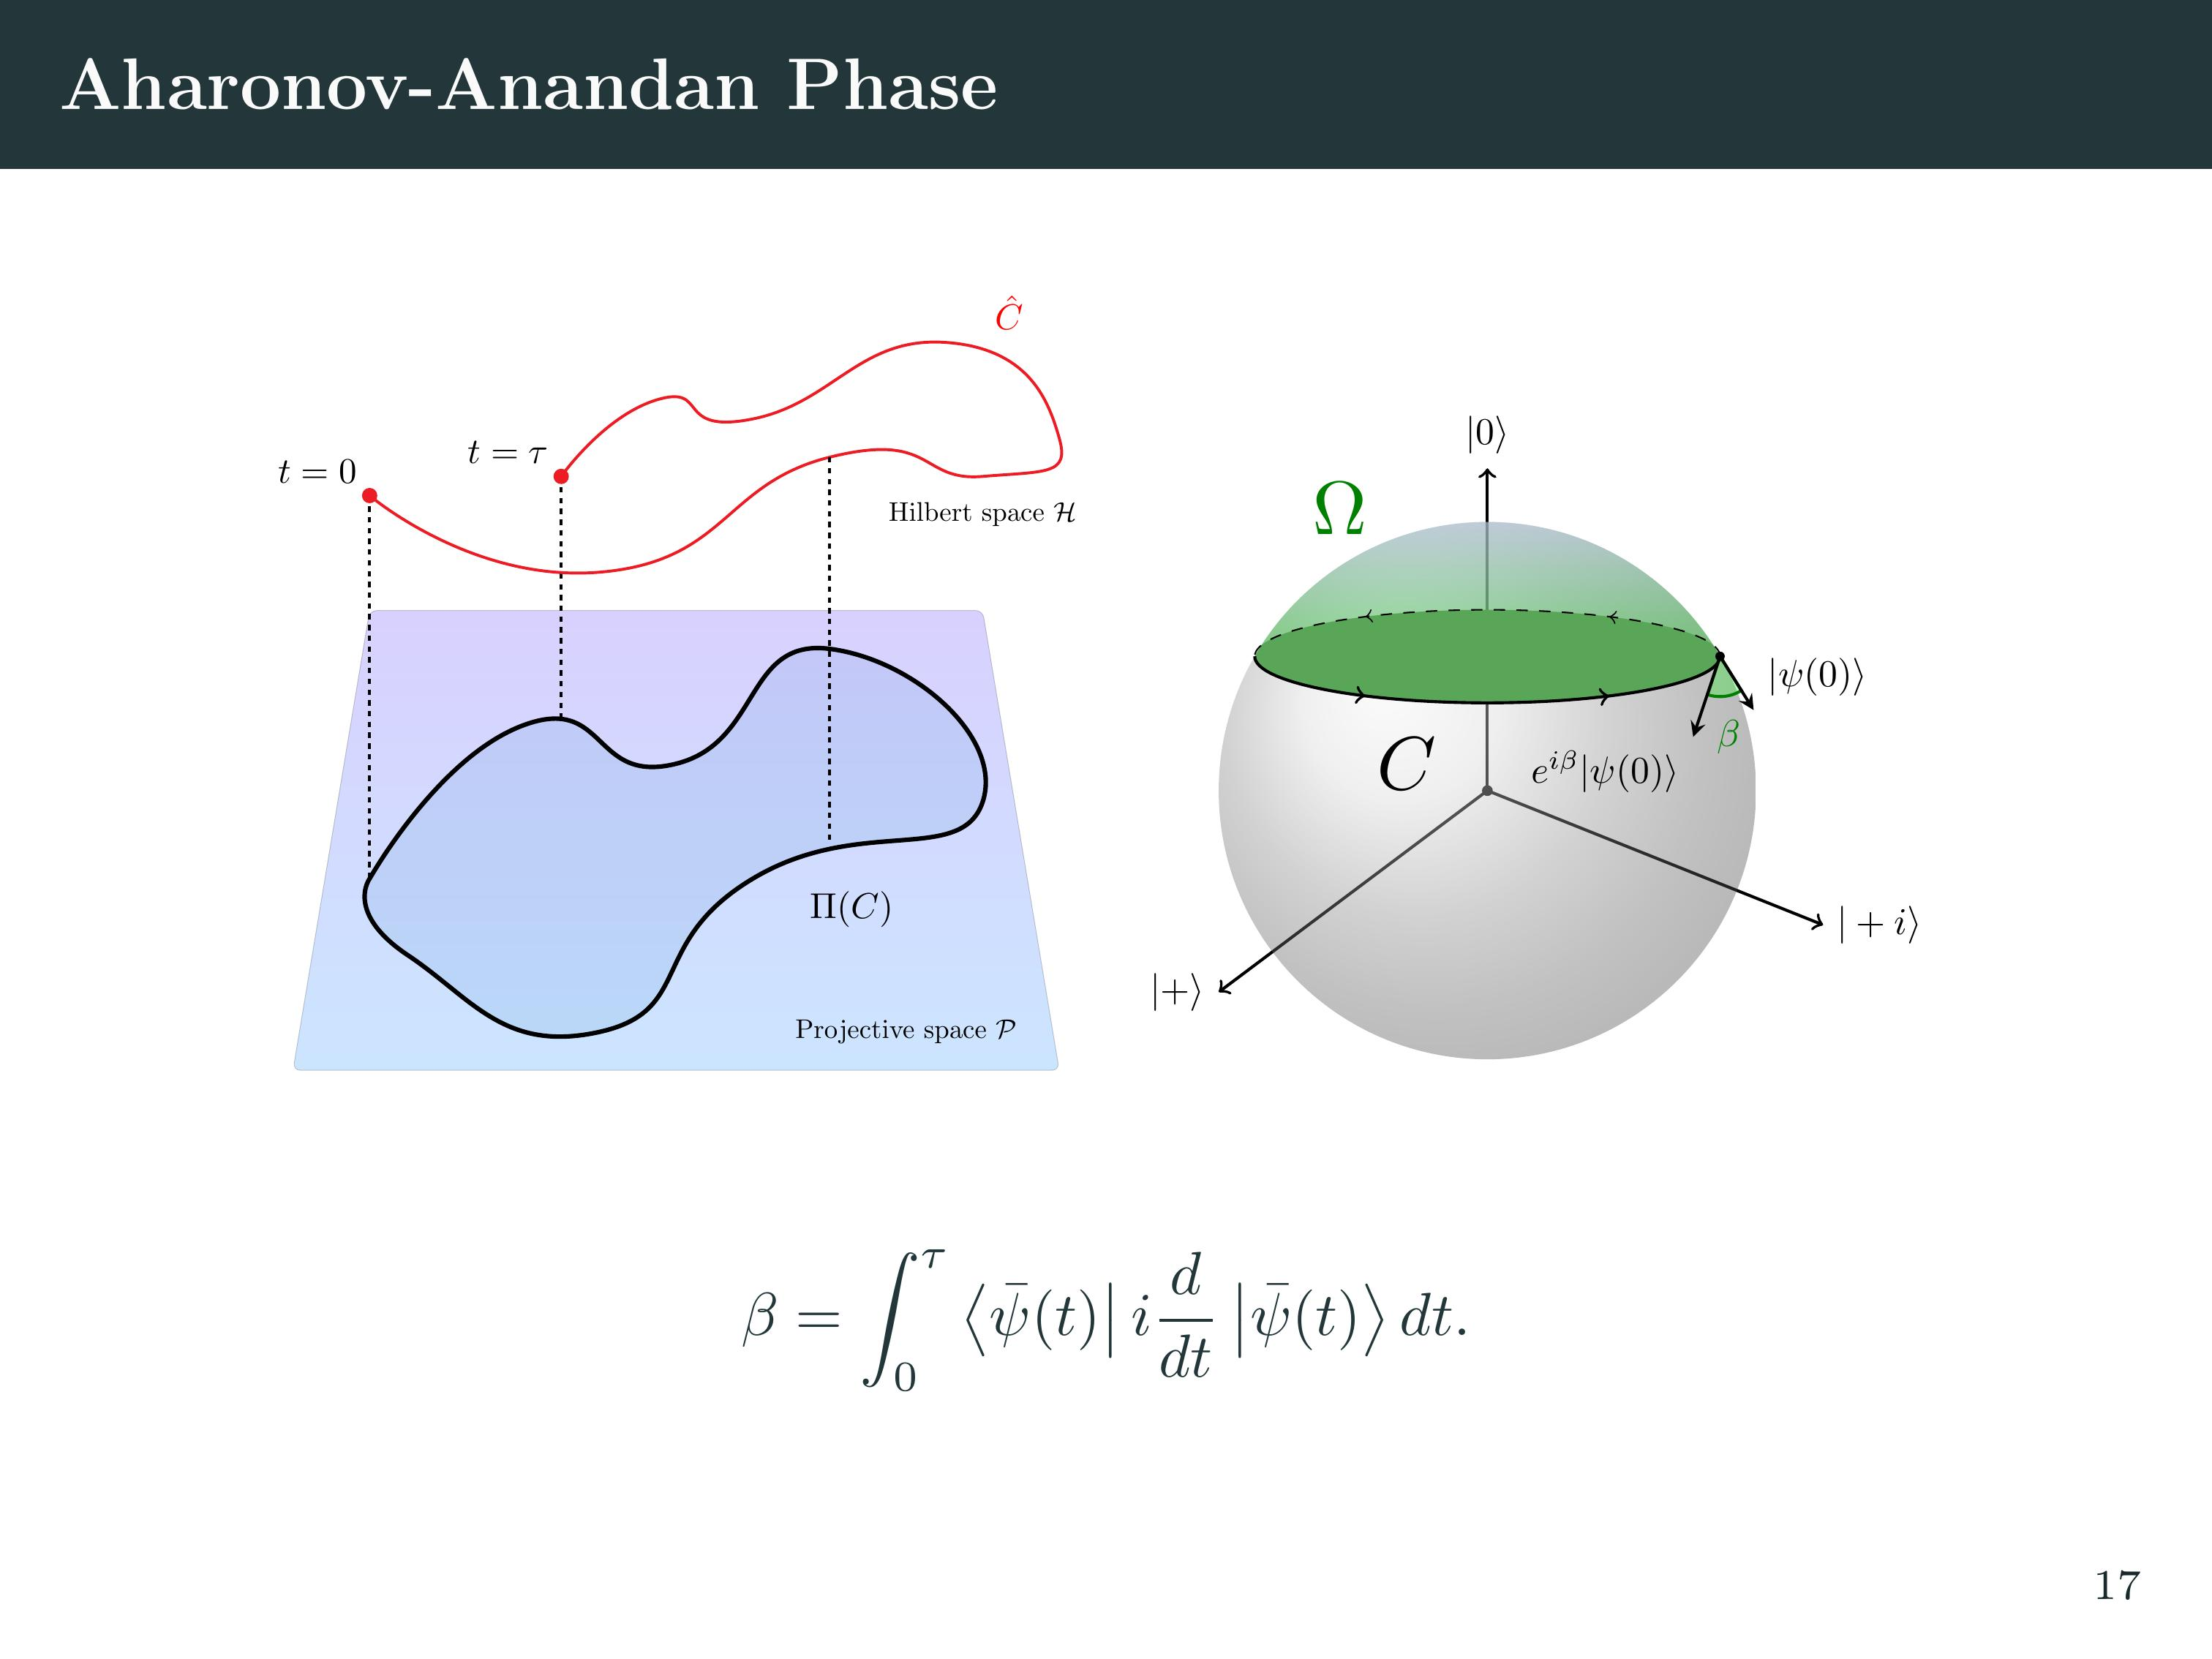 Aharonov-Anandan Phase
Ĉ
t = 0
t = τ
Hilbert space ℋ
Π(C)
Projective space 𝒫
|0⟩
Ω
|ψ(0)⟩
β
C
e^{iβ}|ψ(0)⟩
|+⟩
|+i⟩
β = ∫₀^τ ⟨ψ̄(t)| i d/dt |ψ̄(t)⟩ dt.
17